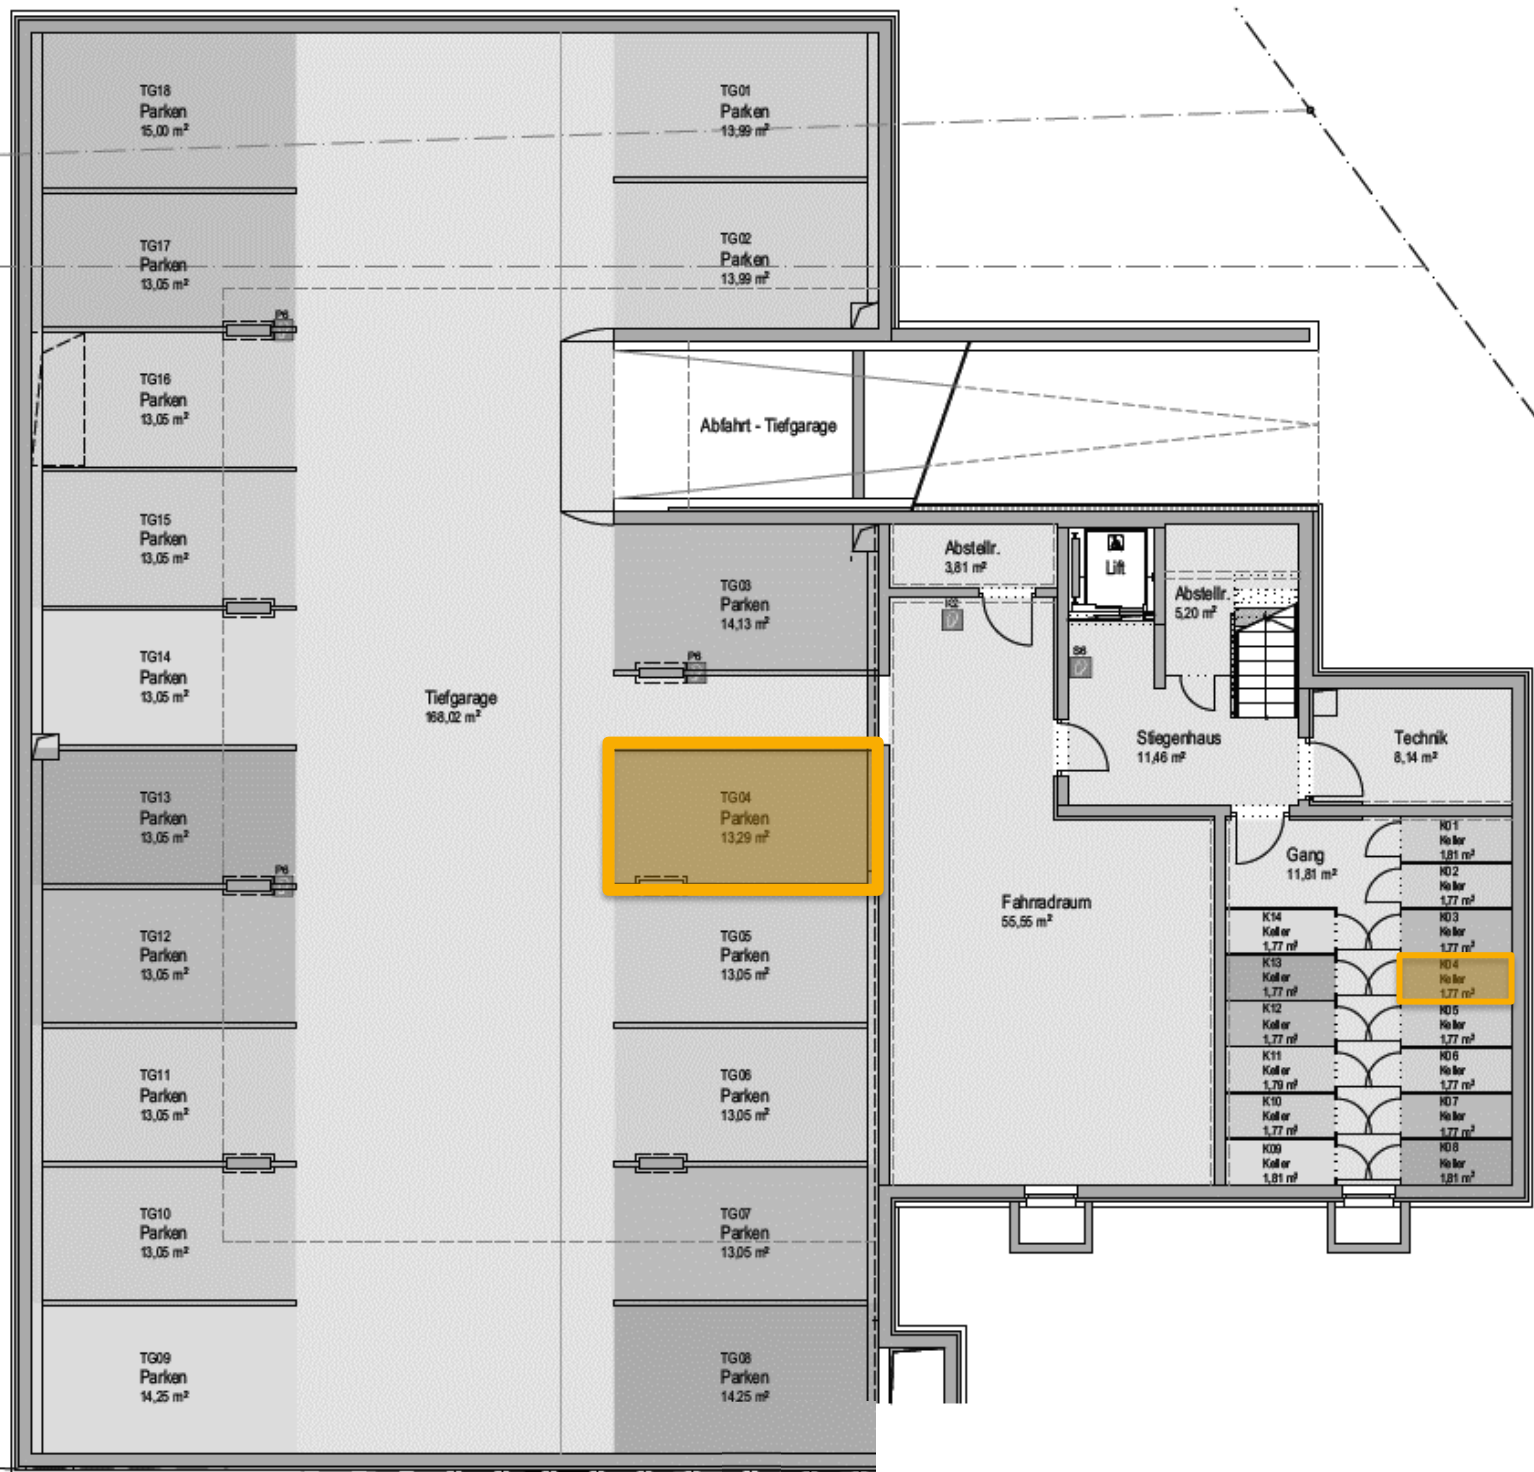 TG18
Parken
15,00 m²
TG17
Parken
13,05 m²
P6
TG16
Parken
13,05 m²
TG15
Parken
13,05 m²
TG14
Parken
13,05 m²
TG13
Parken
13,05 m²
P6
TG12
Parken
13,05 m²
TG11
Parken
13,05 m²
TG10
Parken
13,05 m²
TG09
Parken
14,25 m²
Tiefgarage
168,02 m²
TG01
Parken
13,99 m²
TG02
Parken
13,99 m²
Abfahrt - Tiefgarage
TG03
Parken
14,13 m²
P6
TG04
Parken
13,29 m²
TG05
Parken
13,05 m²
TG06
Parken
13,05 m²
TG07
Parken
13,05 m²
TG08
Parken
14,25 m²
Abstellr.
3,81 m²
Lift
Abstellr.
5,20 m²
S6
Stiegenhaus
11,46 m²
Technik
8,14 m²
Fahrradraum
55,55 m²
Gang
11,81 m²
K01
Keller
1,81 m²
K02
Keller
1,77 m²
K03
Keller
1,77 m²
K04
Keller
1,77 m²
K05
Keller
1,77 m²
K06
Keller
1,77 m²
K07
Keller
1,77 m²
K08
Keller
1,81 m²
K14
Keller
1,77 m²
K13
Keller
1,77 m²
K12
Keller
1,77 m²
K11
Keller
1,79 m²
K10
Keller
1,77 m²
K09
Keller
1,81 m²